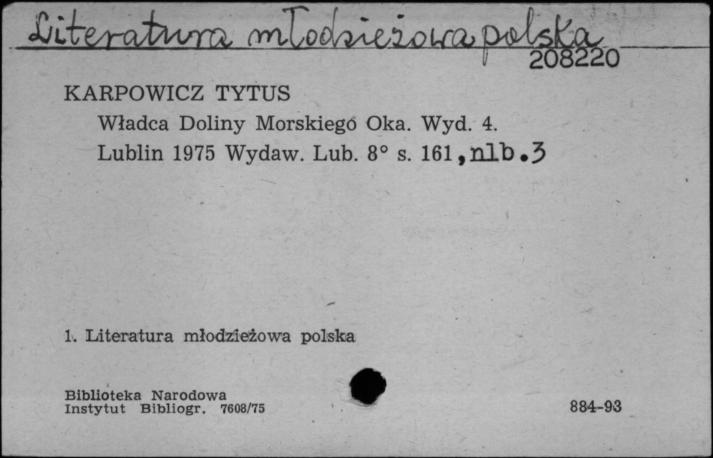 Literatura młodzieżowa polska
208220
KARPOWICZ TYTUS
Władca Doliny Morskiego Oka. Wyd. 4.
Lublin 1975 Wydaw. Lub. 8° s. 161, nlb. 3
1. Literatura młodzieżowa polska
Biblioteka Narodowa
Instytut Bibliogr. 7608/75
884-93